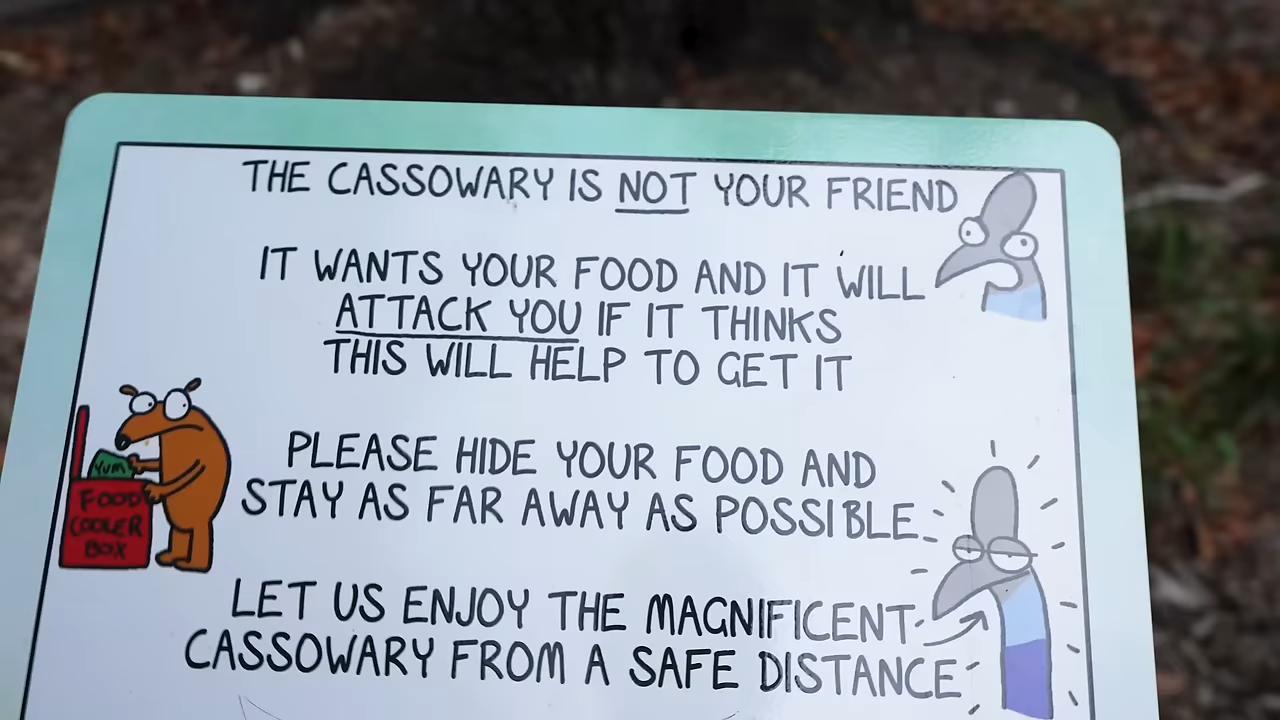 THE CASSOWARY IS NOT YOUR FRIEND
IT WANTS YOUR FOOD AND IT WILL
ATTACK YOU IF IT THINKS
THIS WILL HELP TO GET IT
YUM
FOOD
COOLER
BOX
PLEASE HIDE YOUR FOOD AND
STAY AS FAR AWAY AS POSSIBLE.
LET US ENJOY THE MAGNIFICENT
CASSOWARY FROM A SAFE DISTANCE